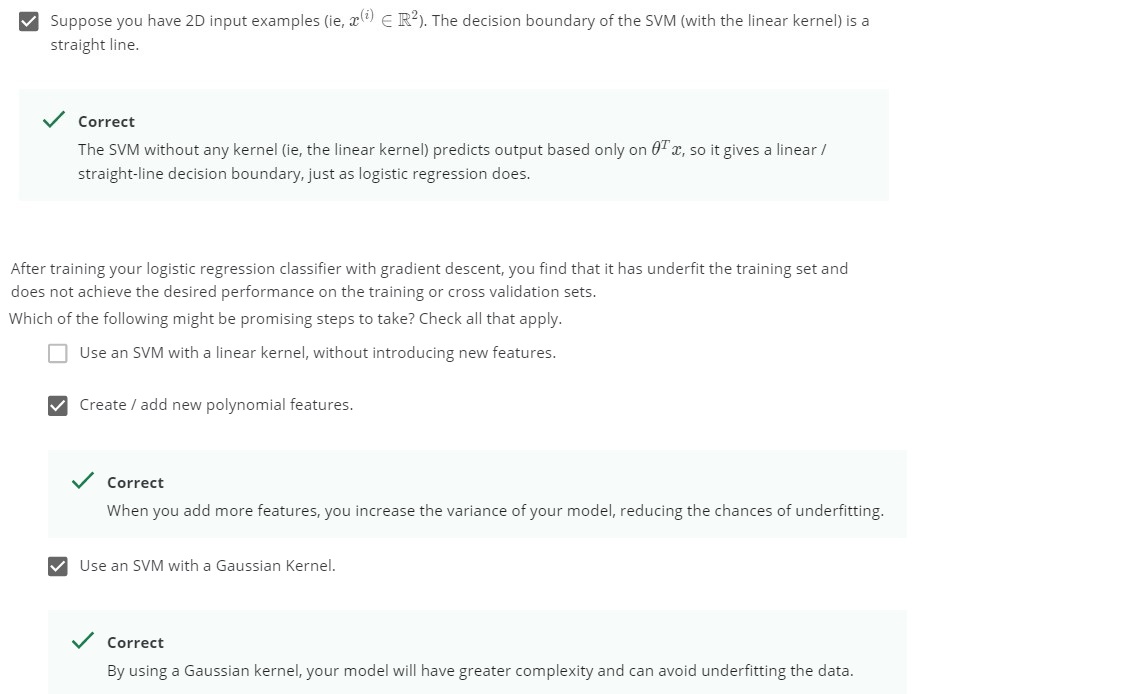 Suppose you have 2D input examples (ie, x⁽ⁱ⁾ ∈ ℝ²). The decision boundary of the SVM (with the linear kernel) is a
straight line.
Correct
The SVM without any kernel (ie, the linear kernel) predicts output based only on θᵀx, so it gives a linear /
straight-line decision boundary, just as logistic regression does.
After training your logistic regression classifier with gradient descent, you find that it has underfit the training set and
does not achieve the desired performance on the training or cross validation sets.
Which of the following might be promising steps to take? Check all that apply.
Use an SVM with a linear kernel, without introducing new features.
Create / add new polynomial features.
Correct
When you add more features, you increase the variance of your model, reducing the chances of underfitting.
Use an SVM with a Gaussian Kernel.
Correct
By using a Gaussian kernel, your model will have greater complexity and can avoid underfitting the data.